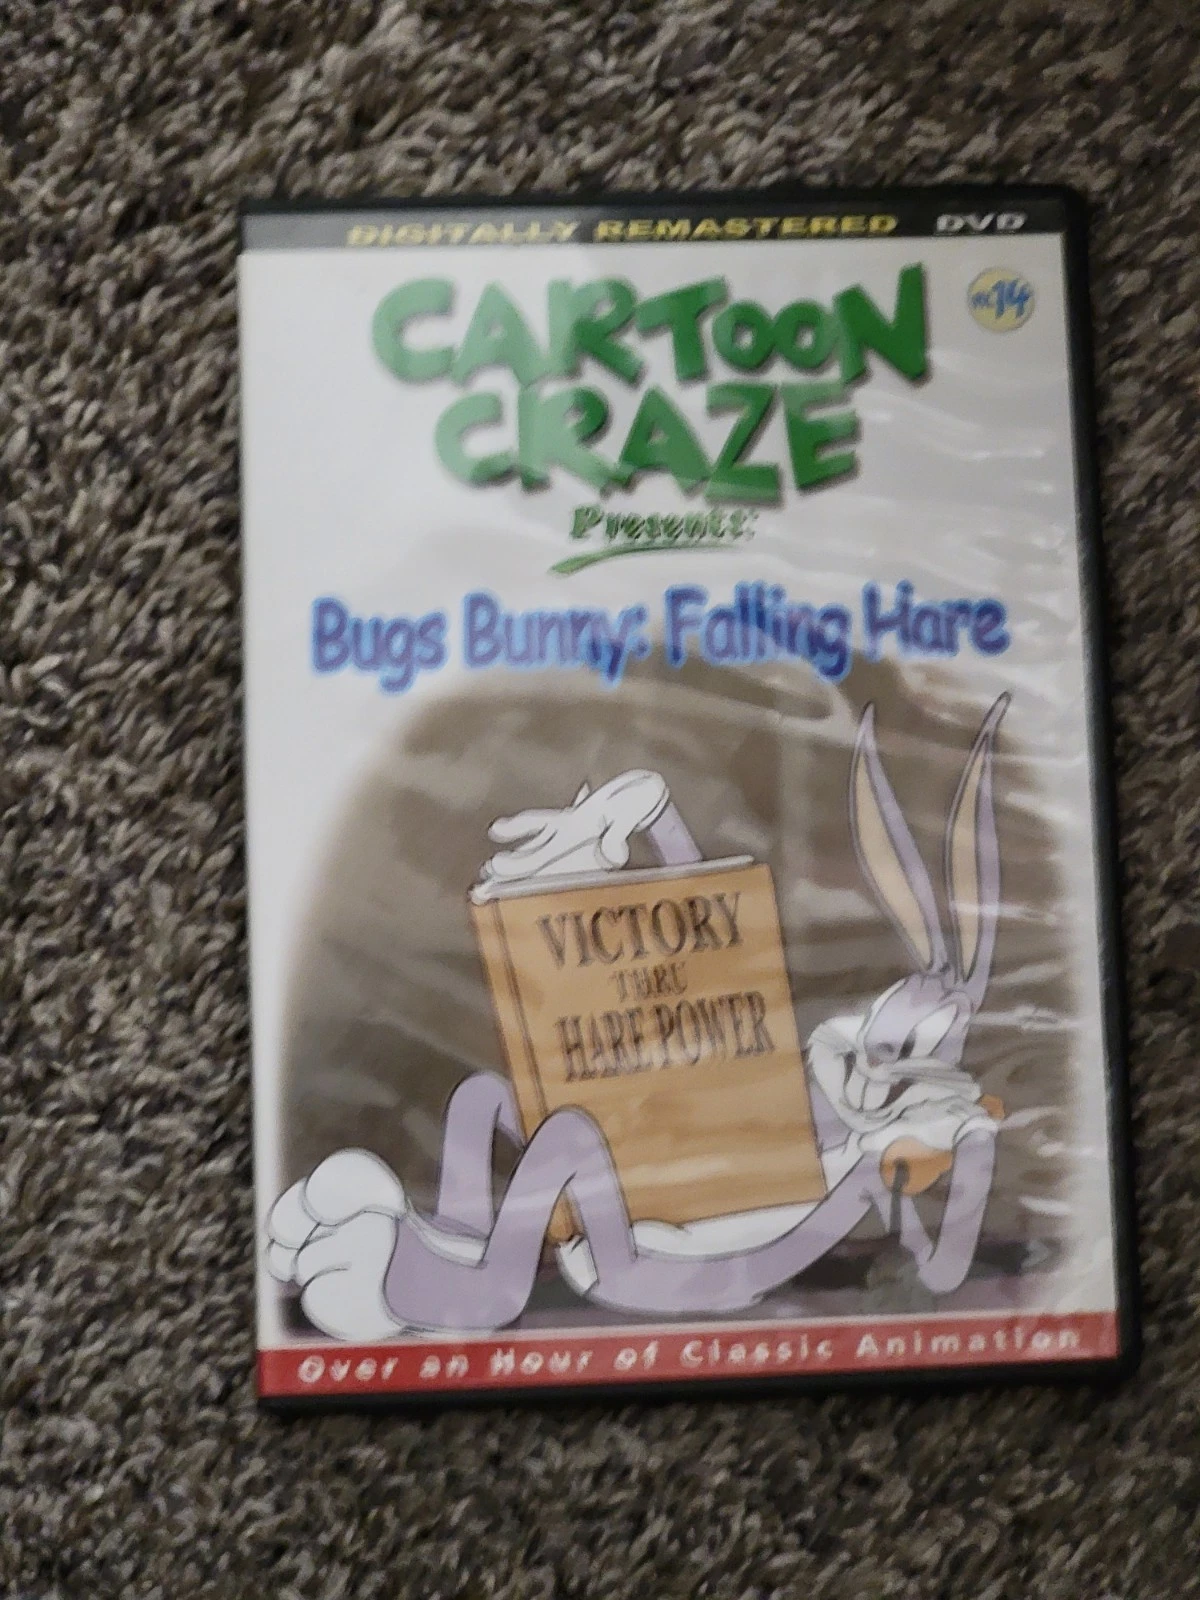 DIGITALLY REMASTERED DVD
CARTOON
14
CRAZE
Presents:
Bugs Bunny: Falling Hare
VICTORY
THRU
HARE POWER
Over an Hour of Classic Animation